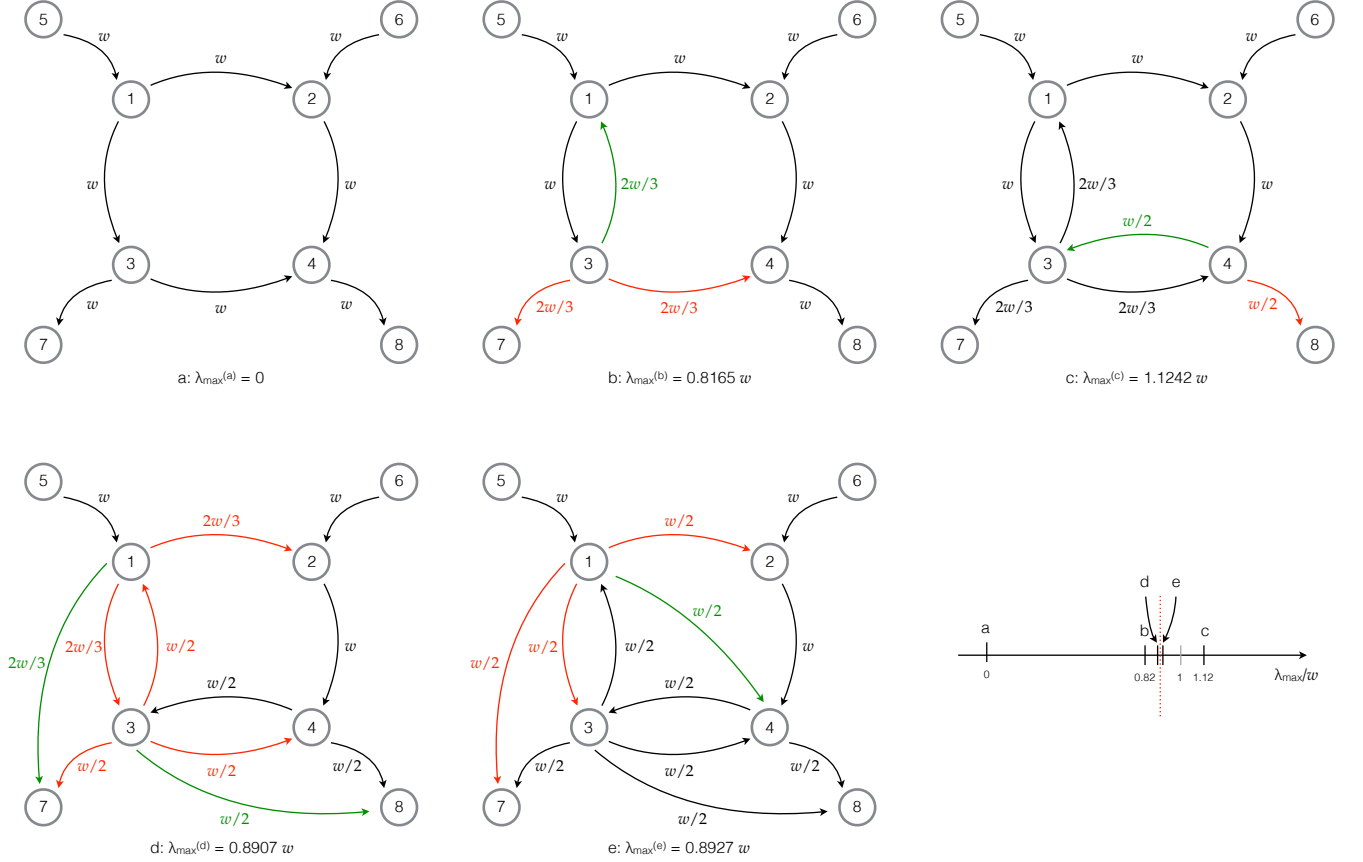 5 6 5 6 5 6
w w w w w w
w w w
1 2 1 2 1 2
w w w 2w/3 w w 2w/3 w
w/2
3 4 3 4 3 4
w w w 2w/3 2w/3 w 2w/3 2w/3 w/2
7 8 7 8 7 8
a: λmax(a) = 0
b: λmax(b) = 0.8165 w
c: λmax(c) = 1.1242 w
5 6 5 6
w w w w
2w/3 w/2
1 2 1 2
2w/3 2w/3 w/2 w w/2 w/2 w/2 w/2 w
w/2 w/2
3 4 3 4
w/2 w/2 w/2 w/2 w/2 w/2
w/2 w/2
7 8 7 8
d: λmax(d) = 0.8907 w
e: λmax(e) = 0.8927 w
d e
a b c
0 0.82 1 1.12 λmax/w